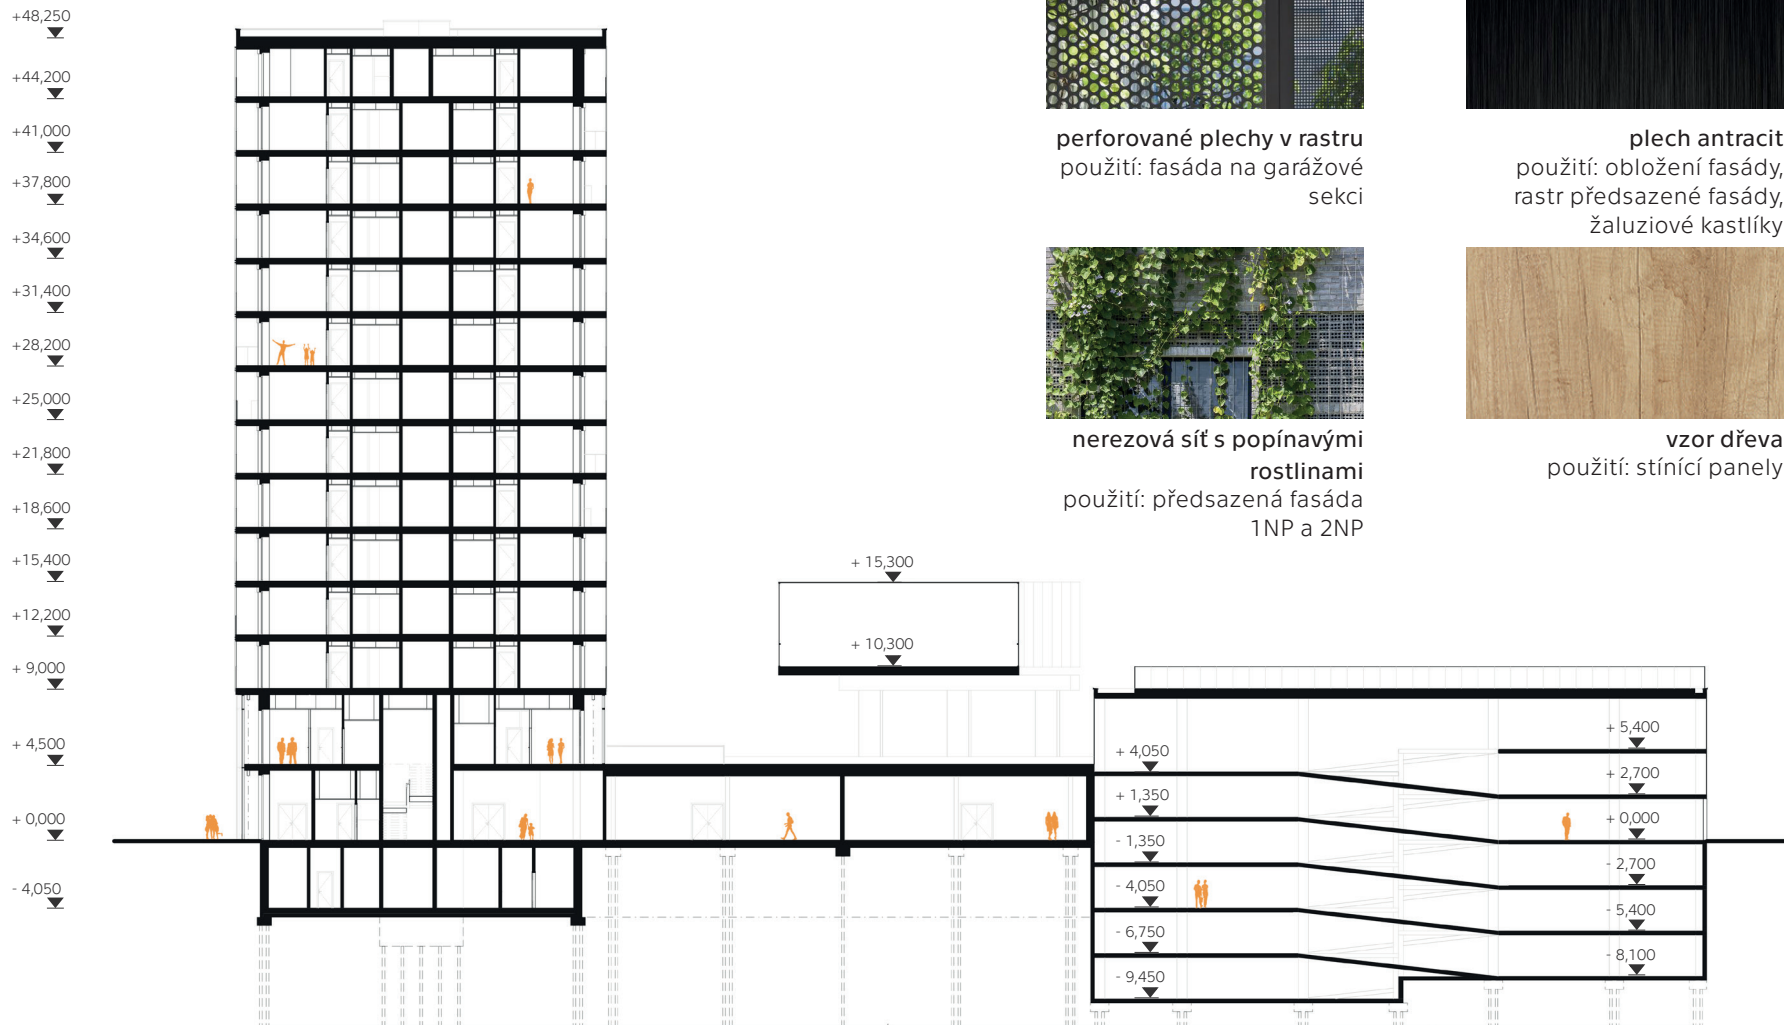 +48,250
+44,200
+41,000
+37,800
+34,600
+31,400
+28,200
+25,000
+21,800
+18,600
+15,400
+12,200
+ 9,000
+ 4,500
+ 0,000
- 4,050
+ 15,300
+ 10,300
+ 4,050
+ 1,350
- 1,350
- 4,050
- 6,750
- 9,450
+ 5,400
+ 2,700
+ 0,000
- 2,700
- 5,400
- 8,100
perforované plechy v rastru
použití: fasáda na garážové
sekci
plech antracit
použití: obložení fasády,
rastr předsazené fasády,
žaluziové kastlíky
nerezová síť s popínavými
rostlinami
použití: předsazená fasáda
1NP a 2NP
vzor dřeva
použití: stínící panely